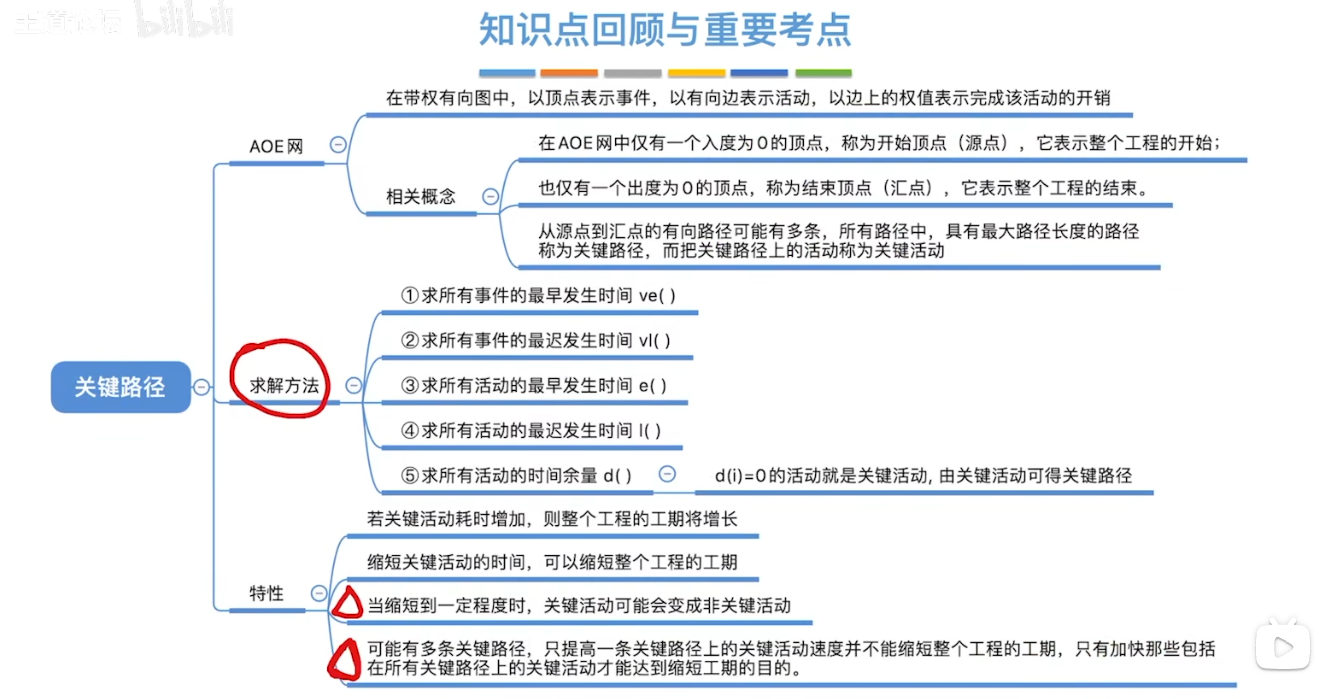 bilibili
知识点回顾与重要考点
在带权有向图中，以顶点表示事件，以有向边表示活动，以边上的权值表示完成该活动的开销
AOE网
在AOE网中仅有一个入度为0的顶点，称为开始顶点（源点），它表示整个工程的开始；
相关概念
也仅有一个出度为0的顶点，称为结束顶点（汇点），它表示整个工程的结束。
从源点到汇点的有向路径可能有多条，所有路径中，具有最大路径长度的路径
称为关键路径，而把关键路径上的活动称为关键活动
关键路径
求解方法
①求所有事件的最早发生时间 ve( )
②求所有事件的最迟发生时间 vl( )
③求所有活动的最早发生时间 e( )
④求所有活动的最迟发生时间 l( )
⑤求所有活动的时间余量 d( )
d(i)=0的活动就是关键活动, 由关键活动可得关键路径
特性
若关键活动耗时增加，则整个工程的工期将增长
缩短关键活动的时间，可以缩短整个工程的工期
当缩短到一定程度时，关键活动可能会变成非关键活动
可能有多条关键路径，只提高一条关键路径上的关键活动速度并不能缩短整个工程的工期，只有加快那些包括
在所有关键路径上的关键活动才能达到缩短工期的目的。